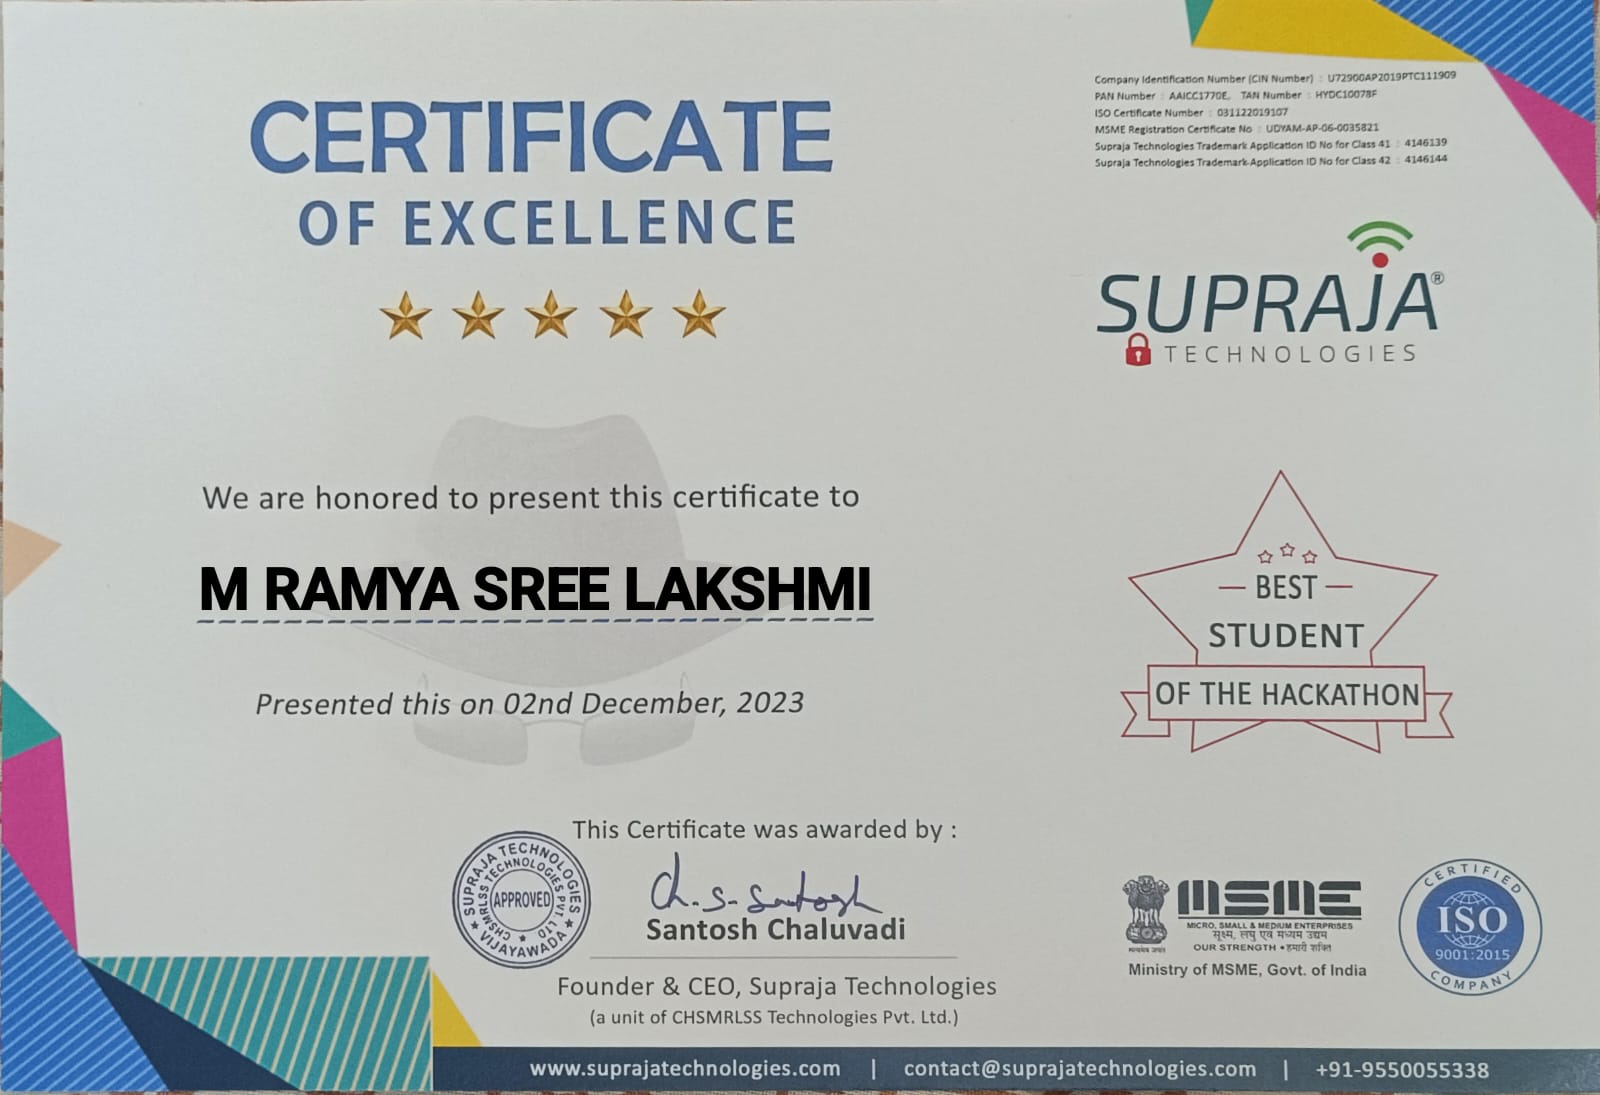 CERTIFICATE
OF EXCELLENCE
We are honored to present this certificate to
M RAMYA SREE LAKSHMI
Presented this on 02nd December, 2023
This Certificate was awarded by :
SUPRAJA TECHNOLOGIES
CHSMRLSS TECHNOLOGIES PVT. LTD
APPROVED
VIJAYAWADA
Ch. S. Santosh
Santosh Chaluvadi
Founder & CEO, Supraja Technologies
(a unit of CHSMRLSS Technologies Pvt. Ltd.)
Company Identification Number (CIN Number) : U72900AP2019PTC111909
PAN Number : AAICC1770E, TAN Number : HYDC10078F
ISO Certificate Number : 031122019107
MSME Registration Certificate No : UDYAM-AP-06-0035821
Supraja Technologies Trademark Application ID No for Class 41 : 4146139
Supraja Technologies Trademark Application ID No for Class 42 : 4146144
SUPRAJA®
TECHNOLOGIES
BEST
STUDENT
OF THE HACKATHON
सत्यमेव जयते
MSME
MICRO, SMALL & MEDIUM ENTERPRISES
सूक्ष्म, लघु एवं मध्यम उद्यम
OUR STRENGTH • हमारी शक्ति
Ministry of MSME, Govt. of India
CERTIFIED
ISO
9001:2015
COMPANY
www.suprajatechnologies.com | contact@suprajatechnologies.com | +91-9550055338